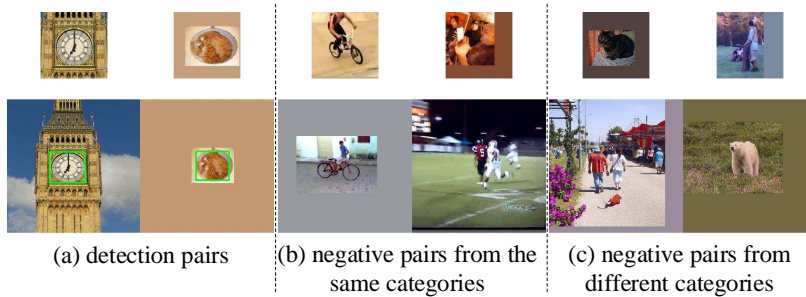 (a) detection pairs
(b) negative pairs from the
same categories
(c) negative pairs from
different categories